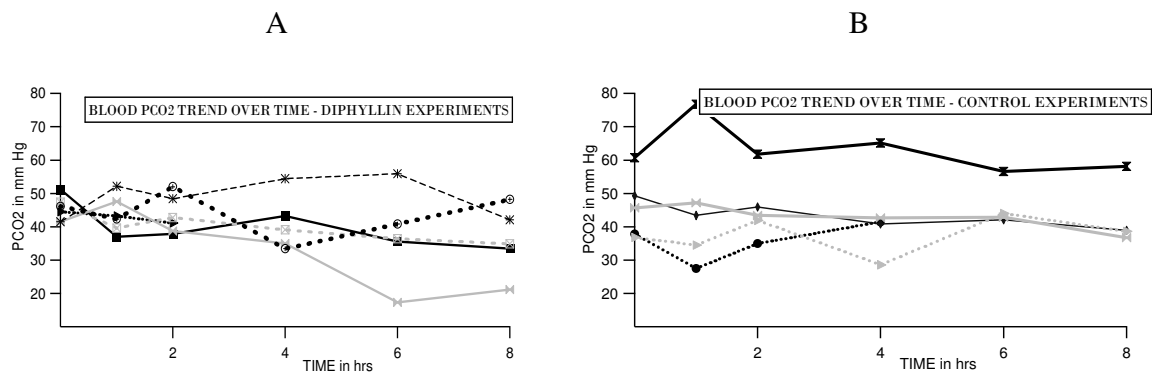 A
B
BLOOD PCO2 TREND OVER TIME - DIPHYLLIN EXPERIMENTS
80
70
60
50
40
30
20
PCO2 in mm Hg
2
4
6
8
TIME in hrs
BLOOD PCO2 TREND OVER TIME - CONTROL EXPERIMENTS
80
70
60
50
40
30
20
PCO2 in mm Hg
2
4
6
8
TIME in hrs